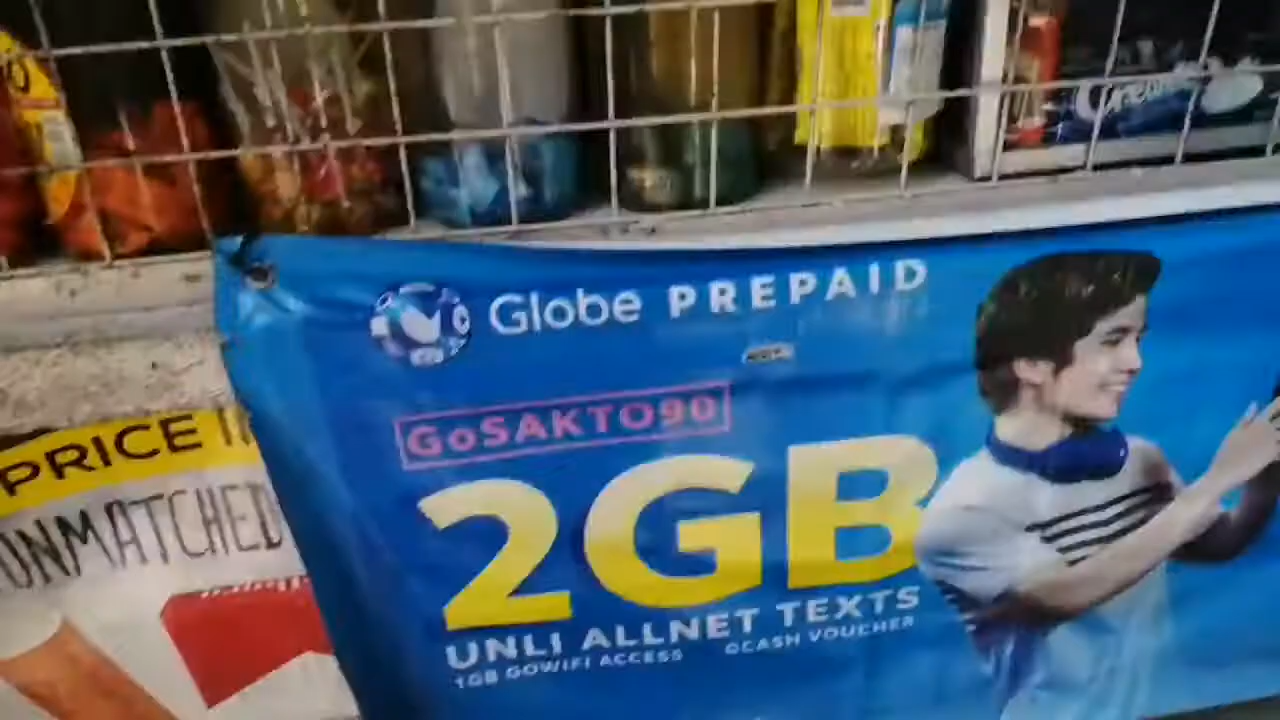 Globe PREPAID
GoSAKTO90
2GB
UNLI ALLNET TEXTS
1GB GOWIFI ACCESS GCASH VOUCHER
PRICE
UNMATCHED